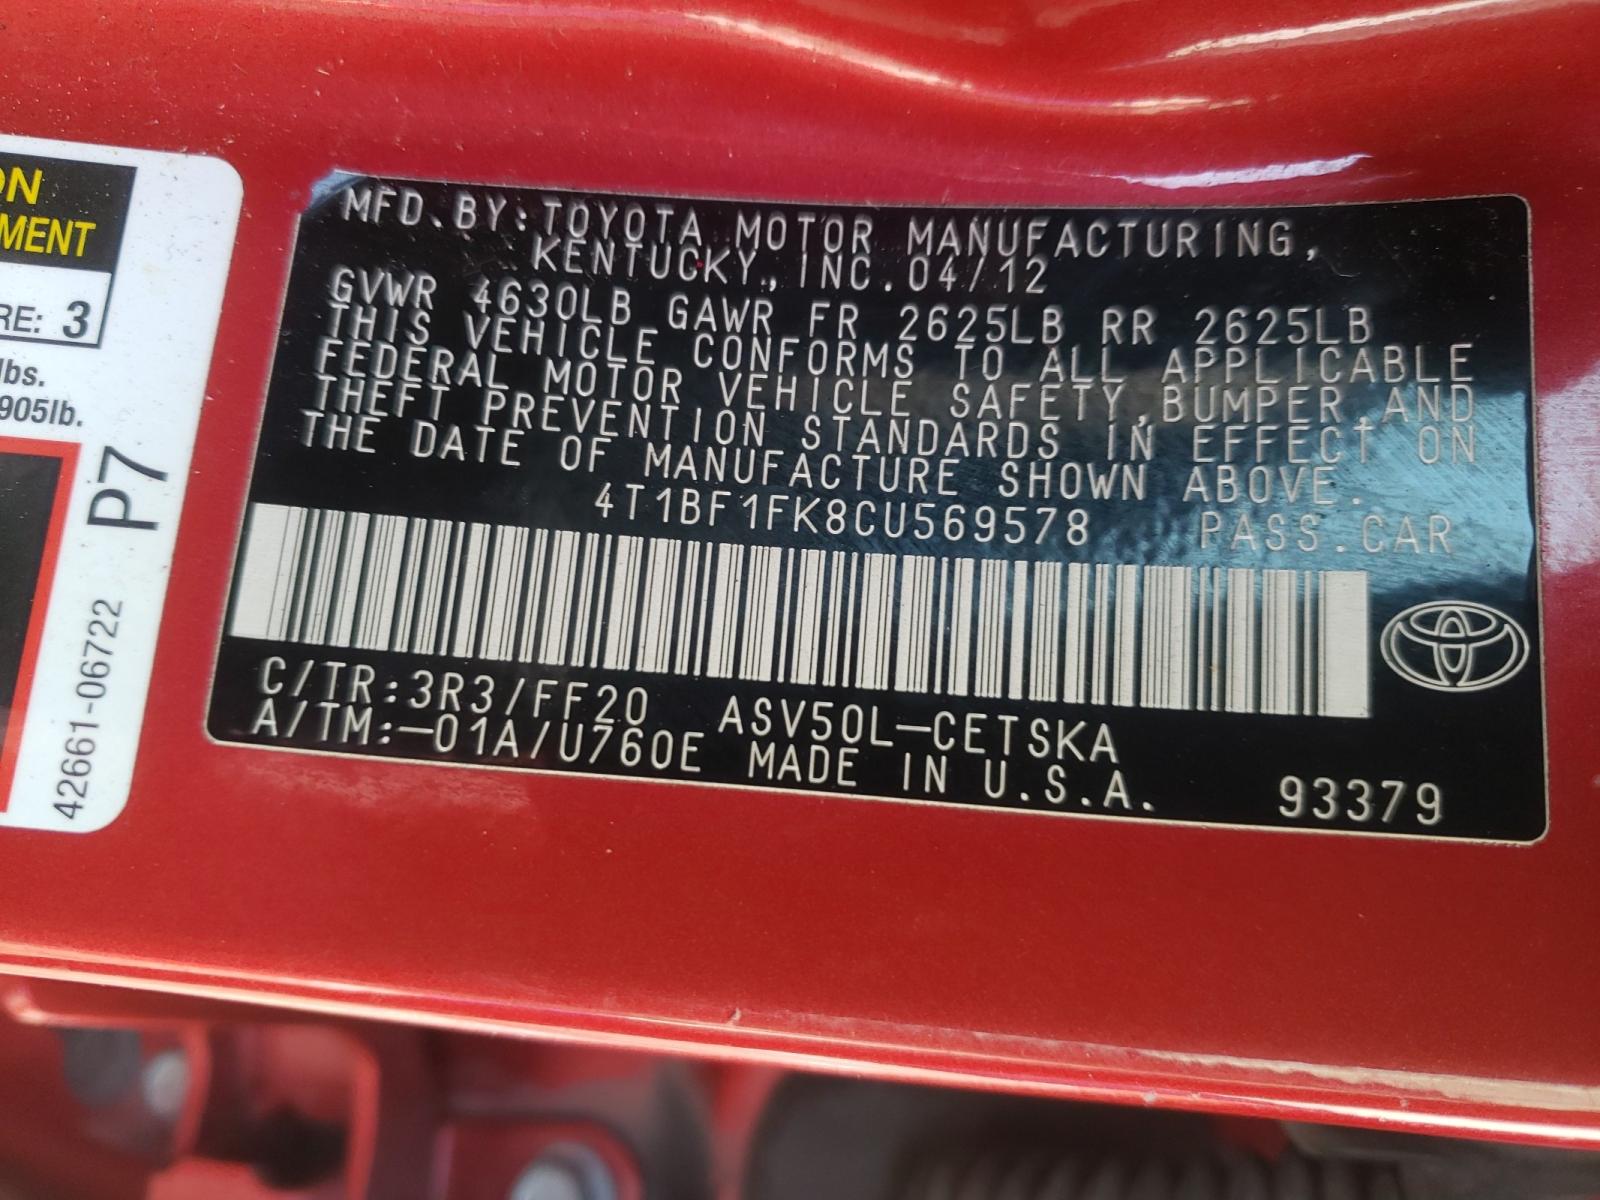 ON
MENT
RE: 3
lbs.
905lb.
P7
42661-06722
MFD. BY: TOYOTA MOTOR MANUFACTURING,
KENTUCKY, INC. 04/12
GVWR 4630LB GAWR FR 2625LB RR 2625LB
THIS VEHICLE CONFORMS TO ALL APPLICABLE
FEDERAL MOTOR VEHICLE SAFETY, BUMPER, AND
THEFT PREVENTION STANDARDS IN EFFECT ON
THE DATE OF MANUFACTURE SHOWN ABOVE.
4T1BF1FK8CU569578 PASS. CAR
C/TR:3R3/FF20 ASV50L-CETSKA
A/TM:-01A/U760E MADE IN U.S.A. 93379